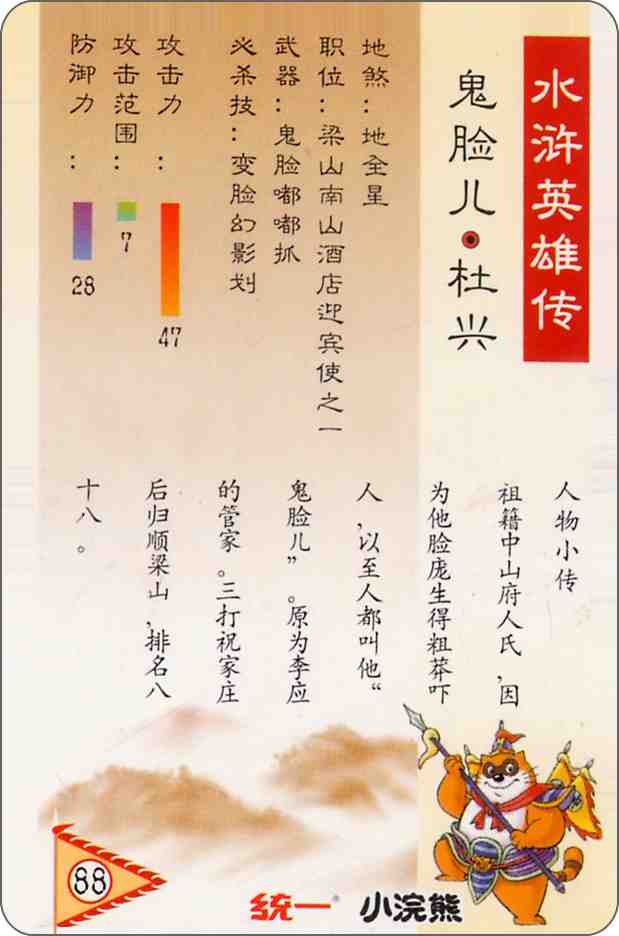 水浒英雄传
鬼脸儿·杜兴
地煞：地全星
职位：梁山南山酒店迎宾使之一
武器：鬼脸嘟嘟抓
必杀技：变脸幻影划
攻击力：
47
攻击范围：
7
防御力：
28
人物小传
祖籍中山府人氏，因
为他脸庞生得粗莽吓
人，以至人都叫他“
鬼脸儿”。原为李应
的管家。三打祝家庄
后归顺梁山，排名八
十八。
88
统一® 小浣熊